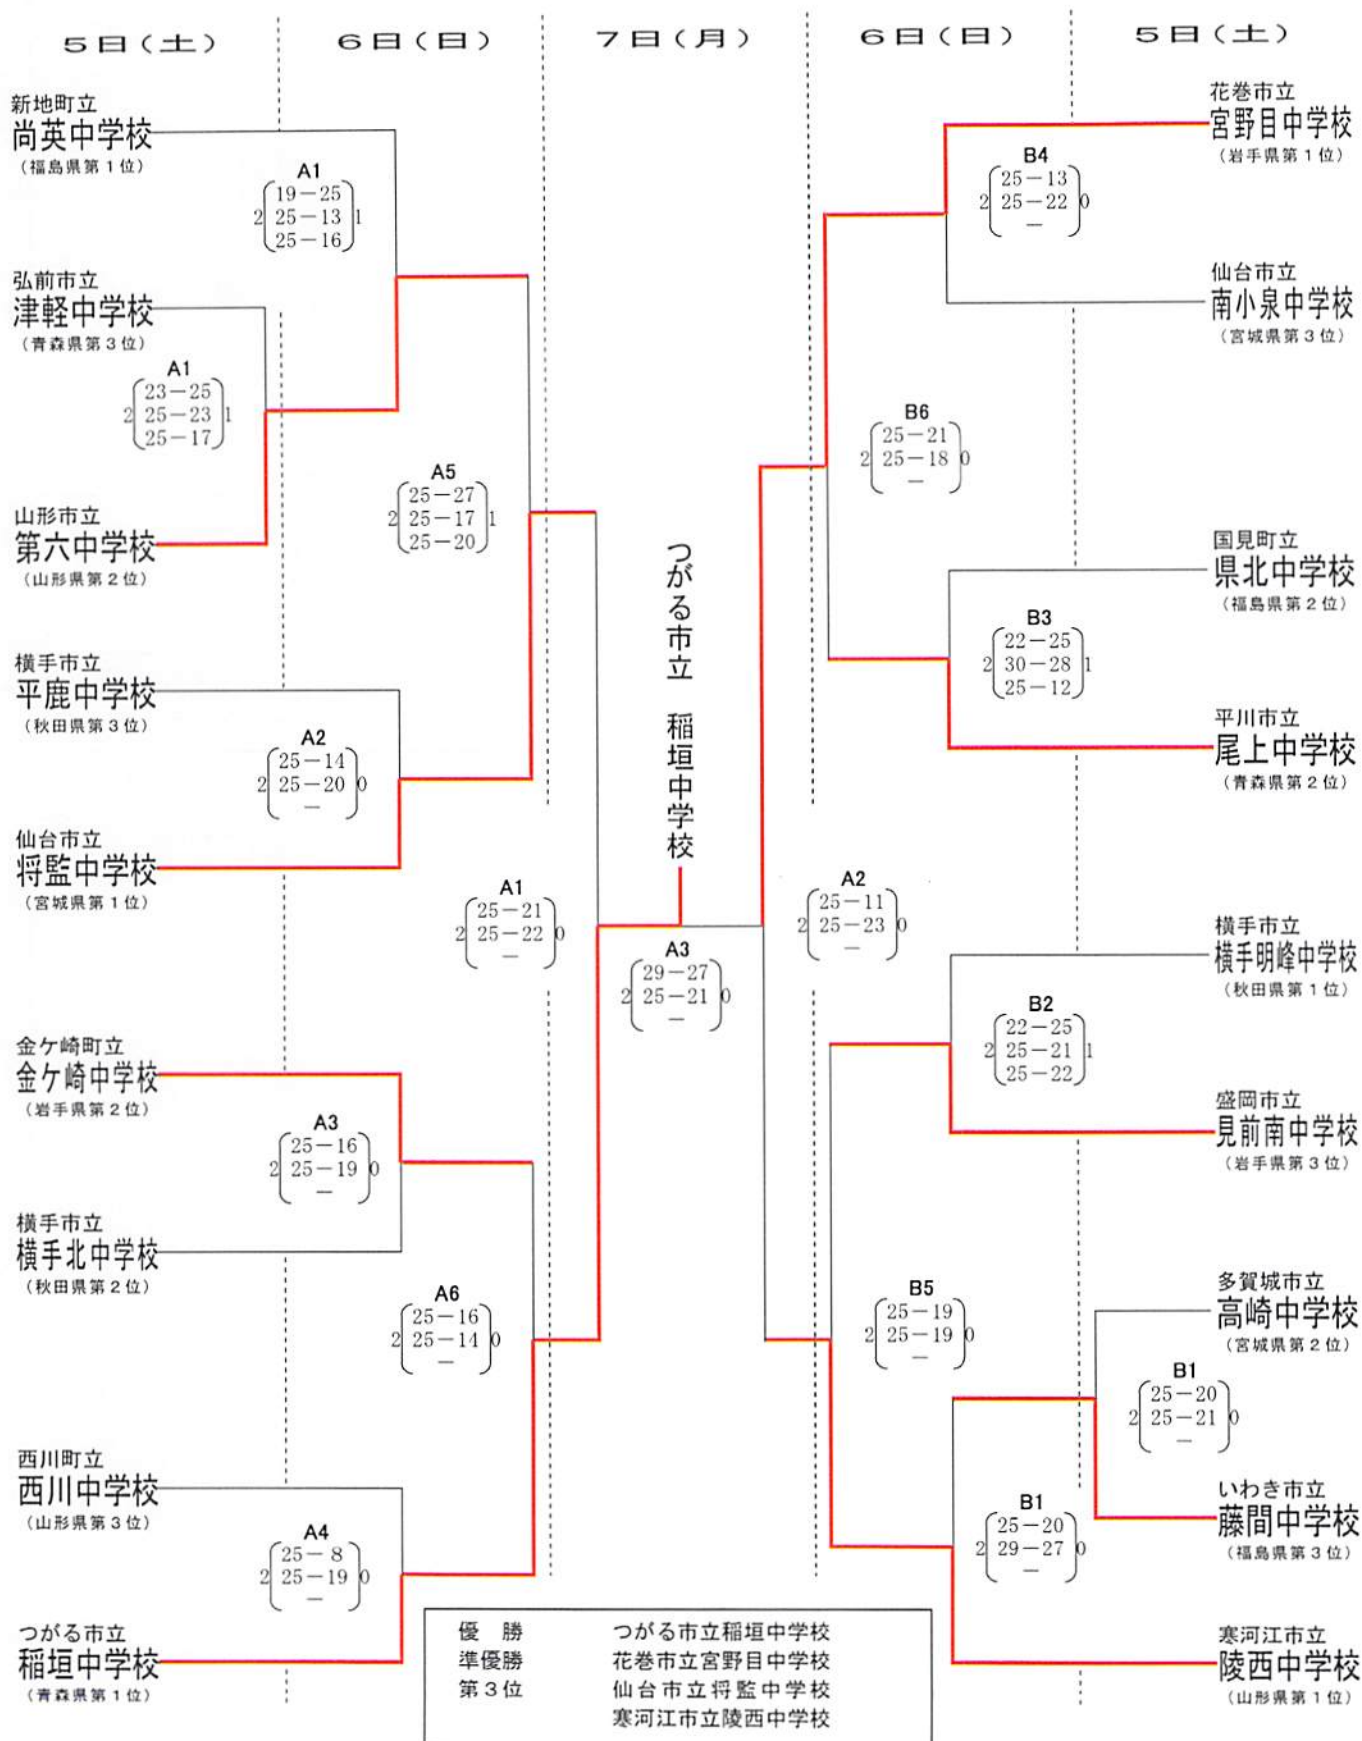 5日(土)
6日(日)
7日(月)
6日(日)
5日(土)
新地町立
尚英中学校
(福島県第1位)
A1
19-25
2 25-13 1
25-16
弘前市立
津軽中学校
(青森県第3位)
A1
23-25
2 25-23 1
25-17
山形市立
第六中学校
(山形県第2位)
A5
25-27
2 25-17 1
25-20
横手市立
平鹿中学校
(秋田県第3位)
A2
25-14
2 25-20 0
-
仙台市立
将監中学校
(宮城県第1位)
A1
25-21
2 25-22 0
-
金ケ崎町立
金ケ崎中学校
(岩手県第2位)
A3
25-16
2 25-19 0
-
横手市立
横手北中学校
(秋田県第2位)
A6
25-16
2 25-14 0
-
西川町立
西川中学校
(山形県第3位)
A4
25-8
2 25-19 0
-
つがる市立
稲垣中学校
(青森県第1位)
つがる市立 稲垣中学校
A3
29-27
2 25-21 0
-
花巻市立
宮野目中学校
(岩手県第1位)
B4
25-13
2 25-22 0
-
仙台市立
南小泉中学校
(宮城県第3位)
B6
25-21
2 25-18 0
-
国見町立
県北中学校
(福島県第2位)
B3
22-25
2 30-28 1
25-12
平川市立
尾上中学校
(青森県第2位)
A2
25-11
2 25-23 0
-
横手市立
横手明峰中学校
(秋田県第1位)
B2
22-25
2 25-21 1
25-22
盛岡市立
見前南中学校
(岩手県第3位)
B5
25-19
2 25-19 0
-
多賀城市立
高崎中学校
(宮城県第2位)
B1
25-20
2 25-21 0
-
いわき市立
藤間中学校
(福島県第3位)
B1
25-20
2 29-27 0
-
寒河江市立
陵西中学校
(山形県第1位)
優 勝 つがる市立稲垣中学校
準優勝 花巻市立宮野目中学校
第3位 仙台市立将監中学校
寒河江市立陵西中学校